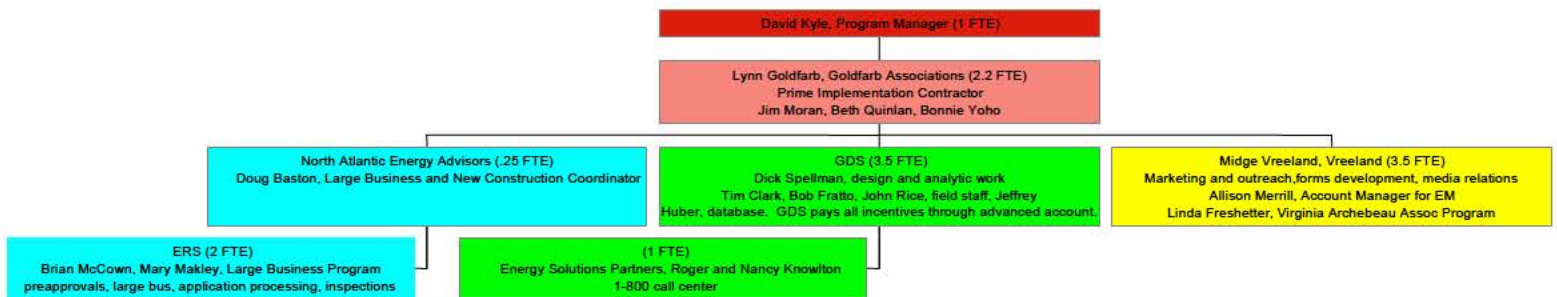 David Kyle, Program Manager (1 FTE)
Lynn Goldfarb, Goldfarb Associations (2.2 FTE)
Prime Implementation Contractor
Jim Moran, Beth Quinlan, Bonnie Yoho
North Atlantic Energy Advisors (.25 FTE)
Doug Baston, Large Business and New Construction Coordinator
GDS (3.5 FTE)
Dick Spellman, design and analytic work
Tim Clark, Bob Fratto, John Rice, field staff, Jeffrey
Huber, database. GDS pays all incentives through advanced account.
Midge Vreeland, Vreeland (3.5 FTE)
Marketing and outreach,forms development, media relations
Allison Merrill, Account Manager for EM
Linda Freshetter, Virginia Archebeau Assoc Program
ERS (2 FTE)
Brian McCown, Mary Makley, Large Business Program
preapprovals, large bus, application processing, inspections
(1 FTE)
Energy Solutions Partners, Roger and Nancy Knowlton
1-800 call center